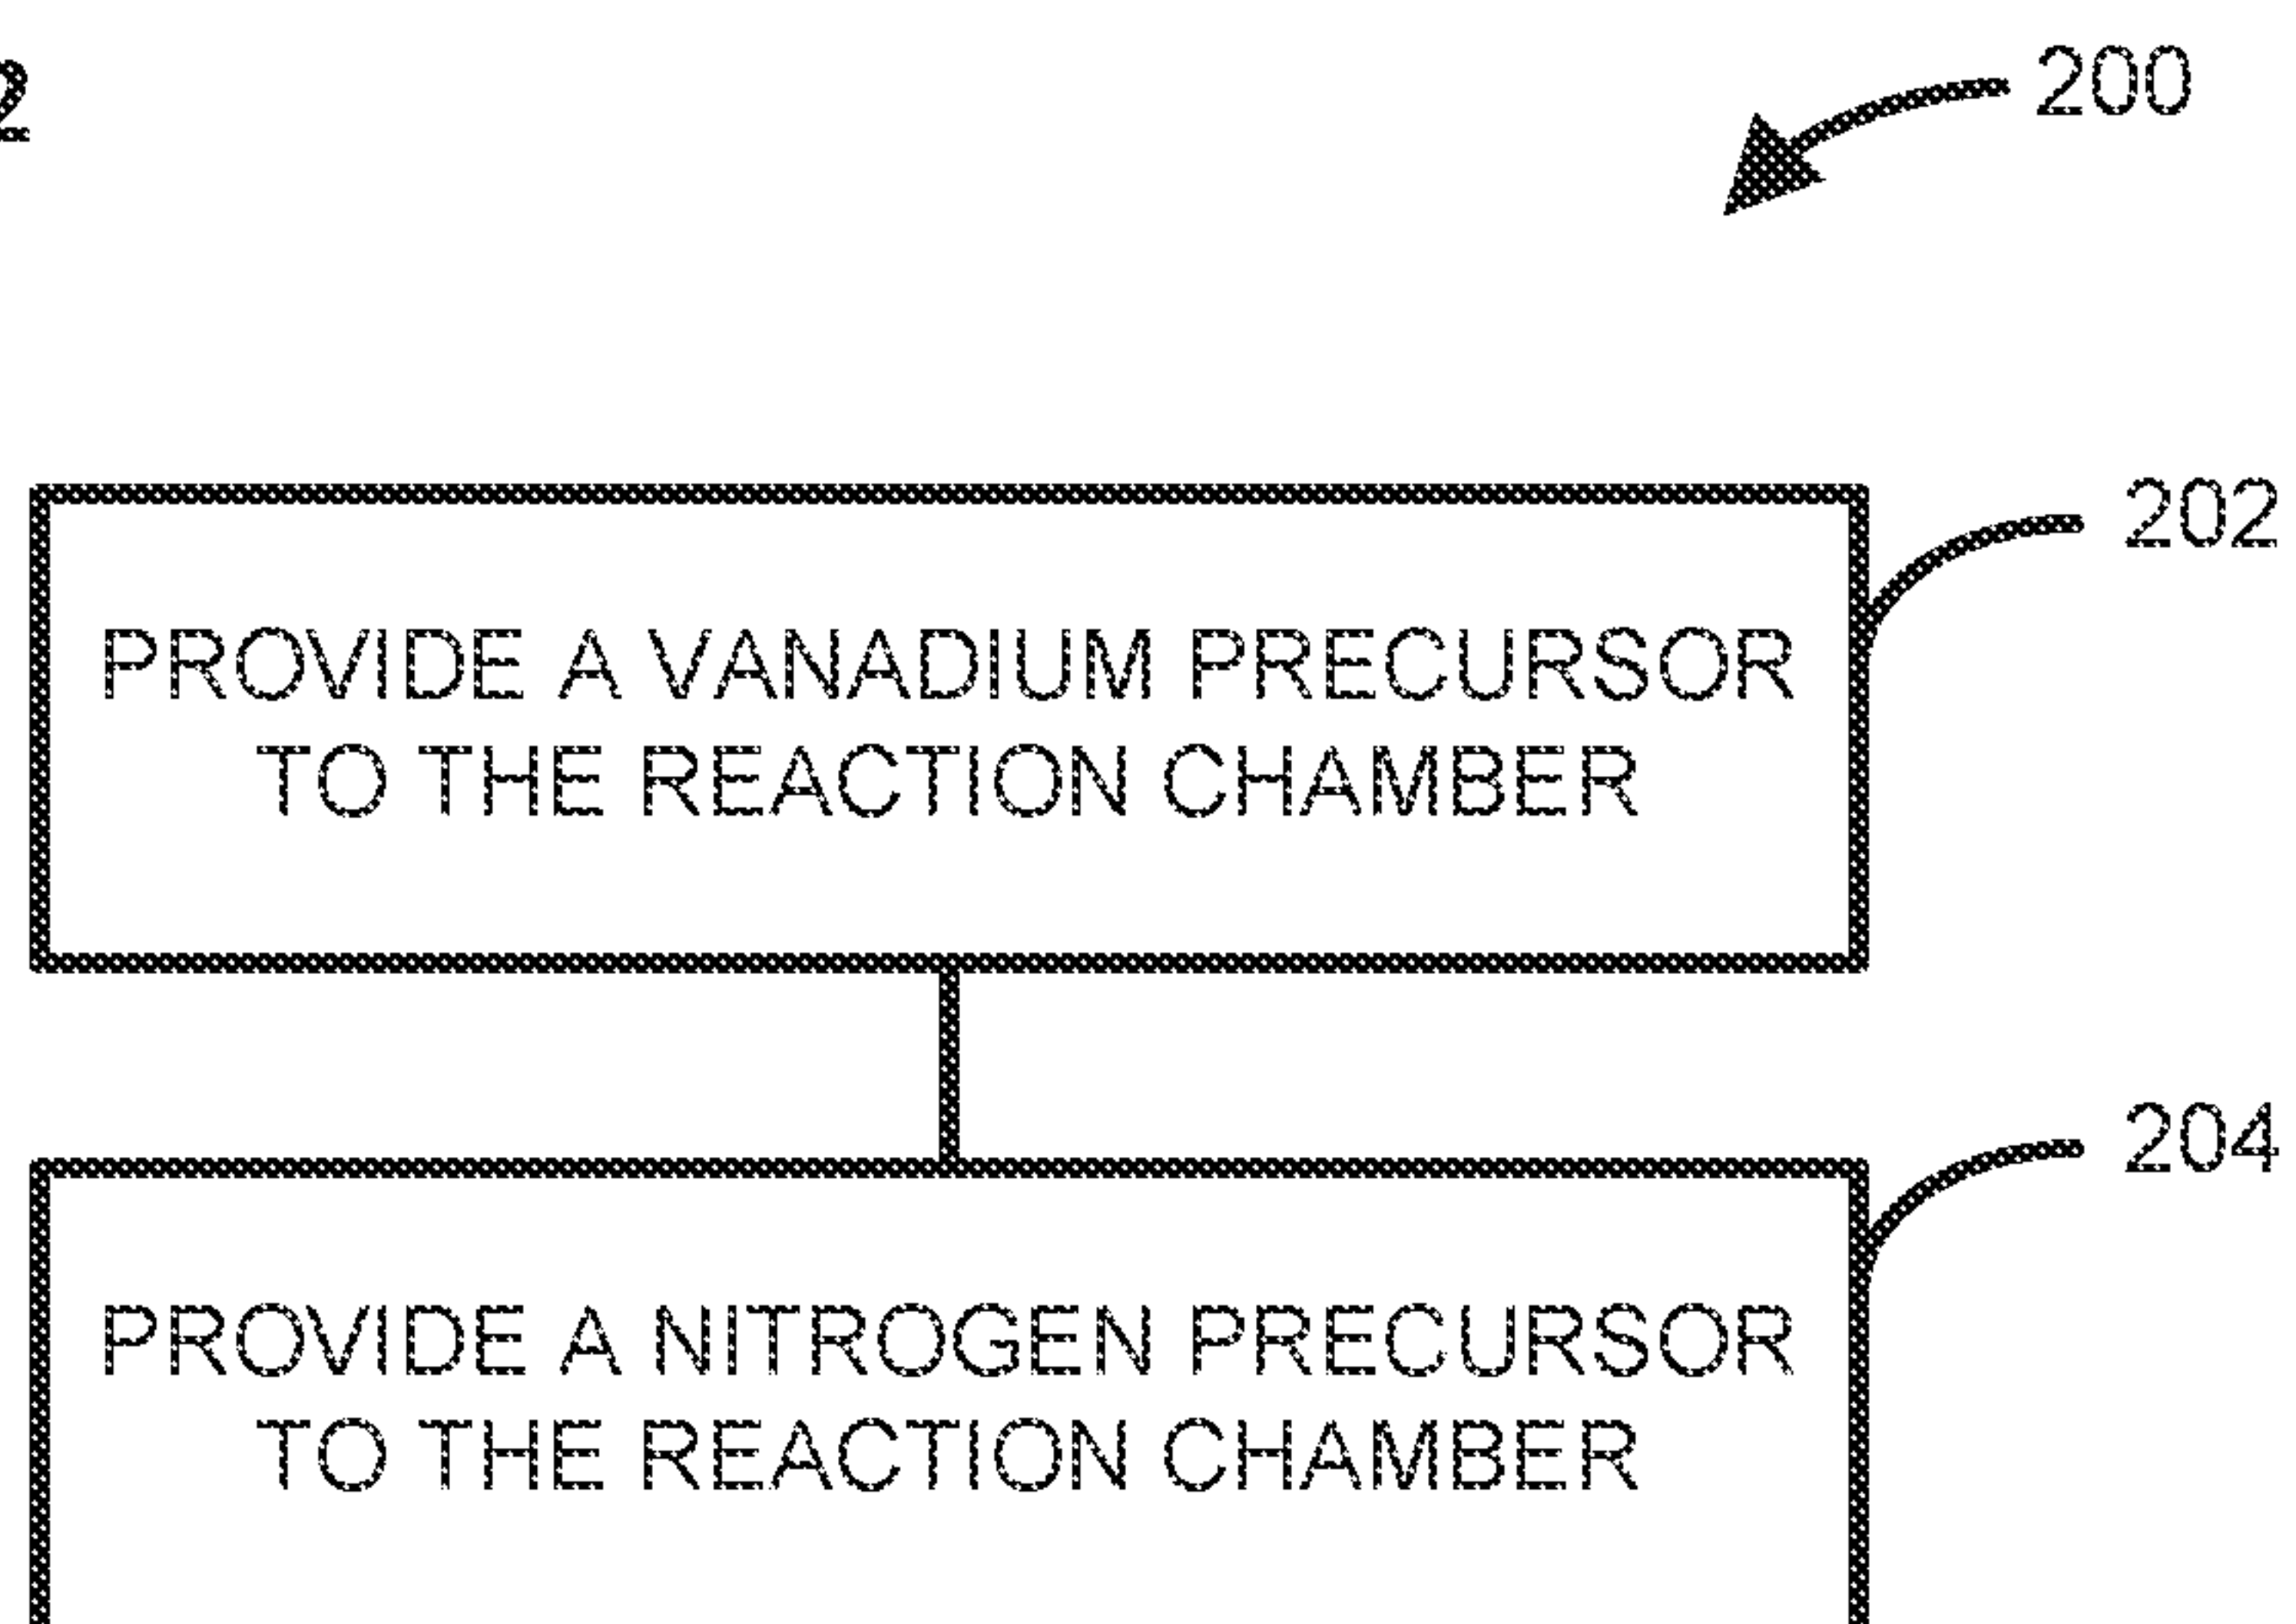 2
200
202
PROVIDE A VANADIUM PRECURSOR
TO THE REACTION CHAMBER
204
PROVIDE A NITROGEN PRECURSOR
TO THE REACTION CHAMBER